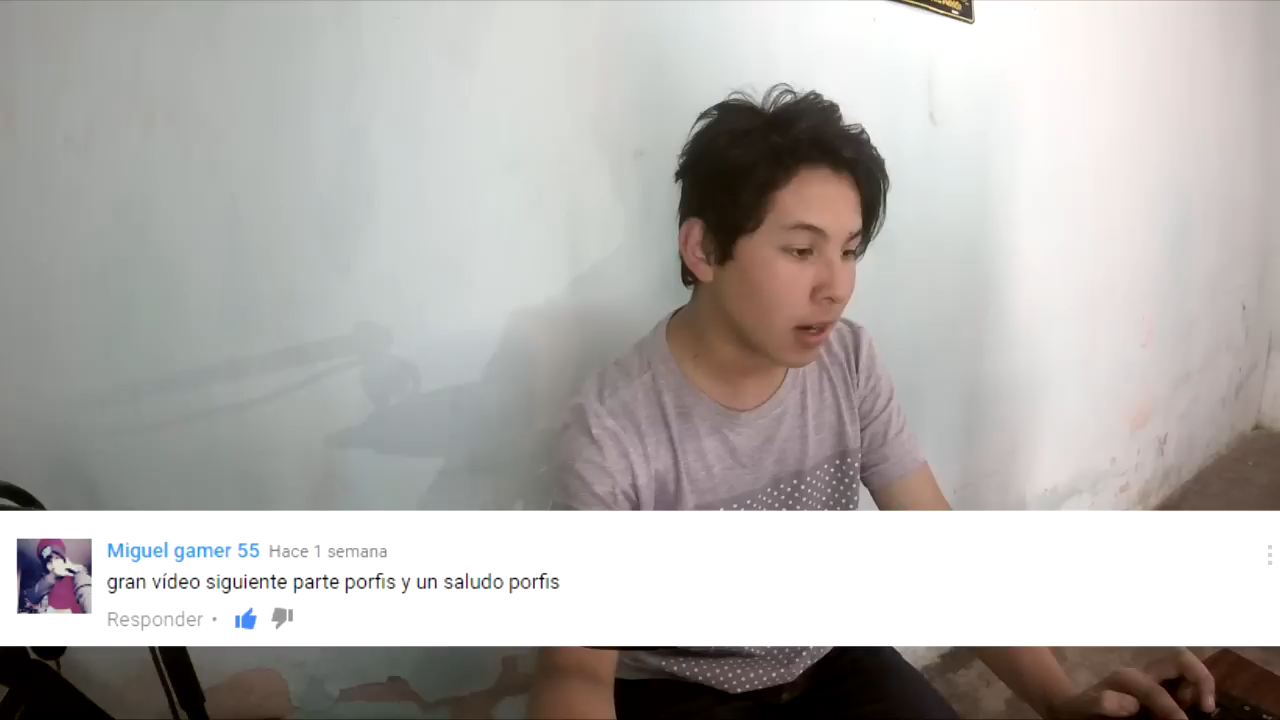 Miguel gamer 55 Hace 1 semana
gran vídeo siguiente parte porfis y un saludo porfis
Responder •